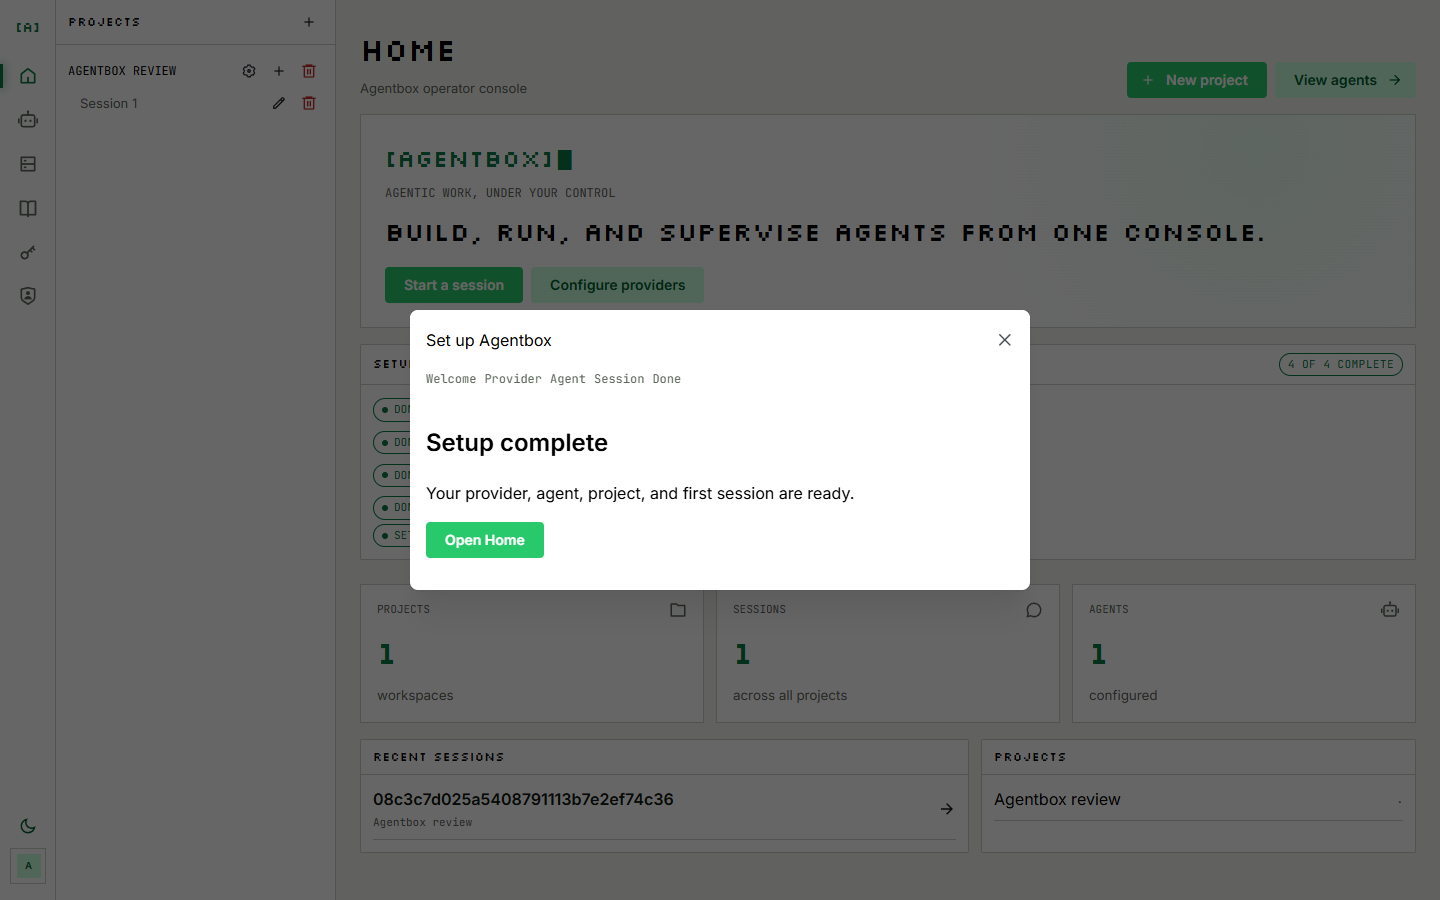 [A]
PROJECTS
AGENTBOX REVIEW
Session 1
A
HOME
Agentbox operator console
New project
View agents
[AGENTBOX]
AGENTIC WORK, UNDER YOUR CONTROL
BUILD, RUN, AND SUPERVISE AGENTS FROM ONE CONSOLE.
Start a session
Configure providers
4 OF 4 COMPLETE
Set up Agentbox
Welcome Provider Agent Session Done
Setup complete
Your provider, agent, project, and first session are ready.
Open Home
PROJECTS
1
workspaces
SESSIONS
1
across all projects
AGENTS
1
configured
RECENT SESSIONS
08c3c7d025a5408791113b7e2ef74c36
Agentbox review
PROJECTS
Agentbox review